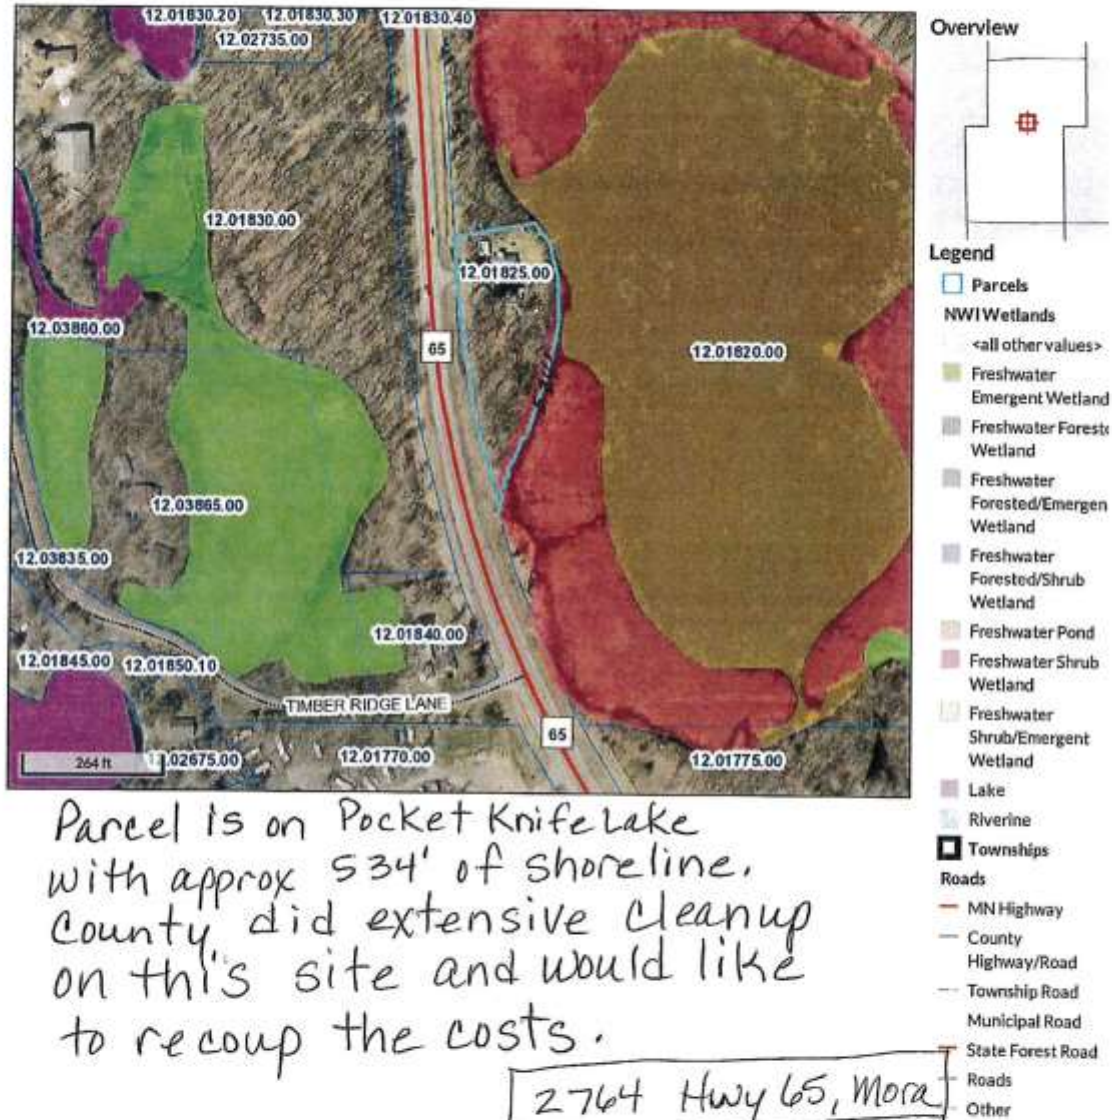 12.01830.20
12.01830.30
12.01830.40
12.02735.00
12.01830.00
12.01825.00
12.03860.00
65
12.01820.00
12.03865.00
12.03835.00
12.01840.00
12.01845.00
12.01850.10
TIMBER RIDGE LANE
65
264 ft
12.02675.00
12.01770.00
12.01775.00
Overview
Legend
Parcels
NWI Wetlands
<all other values>
Freshwater
Emergent Wetland
Freshwater Foreste
Wetland
Freshwater
Forested/Emergen
Wetland
Freshwater
Forested/Shrub
Wetland
Freshwater Pond
Freshwater Shrub
Wetland
Freshwater
Shrub/Emergent
Wetland
Lake
Riverine
Townships
Roads
MN Highway
County
Highway/Road
Township Road
Municipal Road
State Forest Road
Roads
Other
Parcel is on Pocket Knife Lake
with approx 534' of shoreline.
County did extensive cleanup
on this site and would like
to recoup the costs.
2764 Hwy 65, Mora